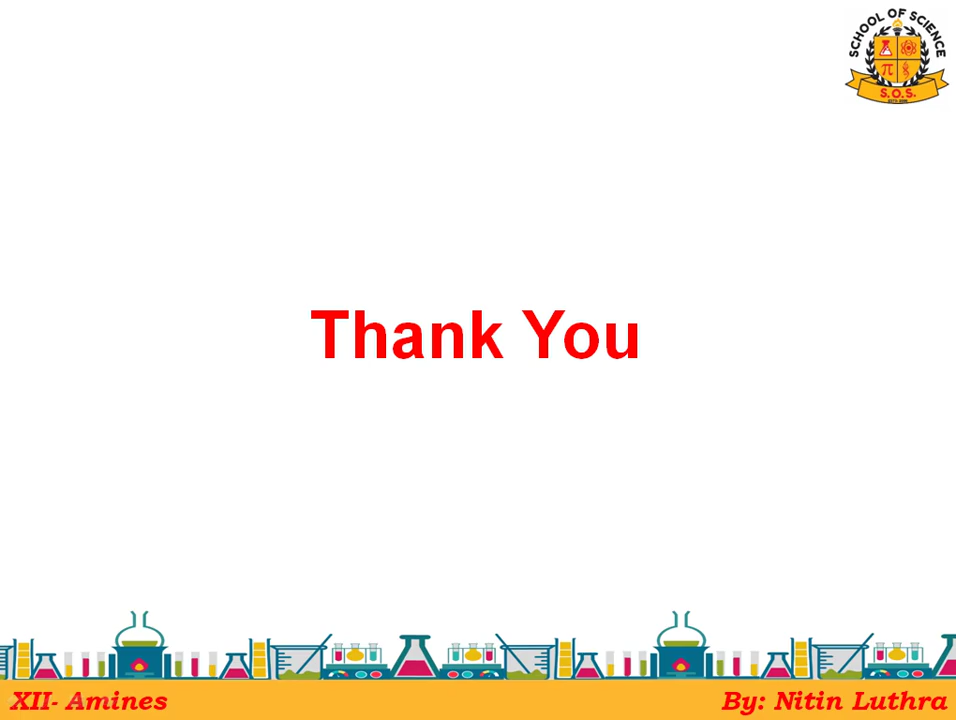 SCHOOL OF SCIENCE
π
S.O.S.
Thank You
XII- Amines
By: Nitin Luthra